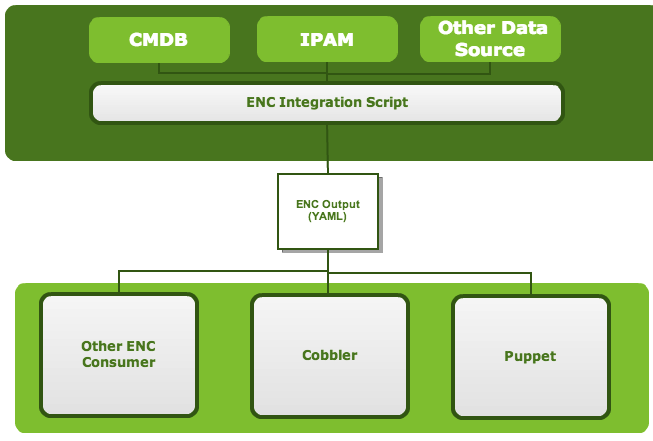 CMDB
IPAM
Other Data
Source
ENC Integration Script
ENC Output
(YAML)
Other ENC
Consumer
Cobbler
Puppet